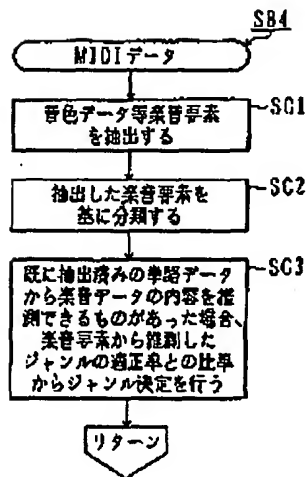 SB4
MIDIデータ
音色データ等楽音要素
を抽出する
SC1
抽出した楽音要素を
基に分類する
SC2
既に抽出済みの単語データ
から楽音データの内容を推
測できるものがあった場合、
楽音要素から推測した
ジャンルの適正率との比率
からジャンル決定を行う
SC3
リターン